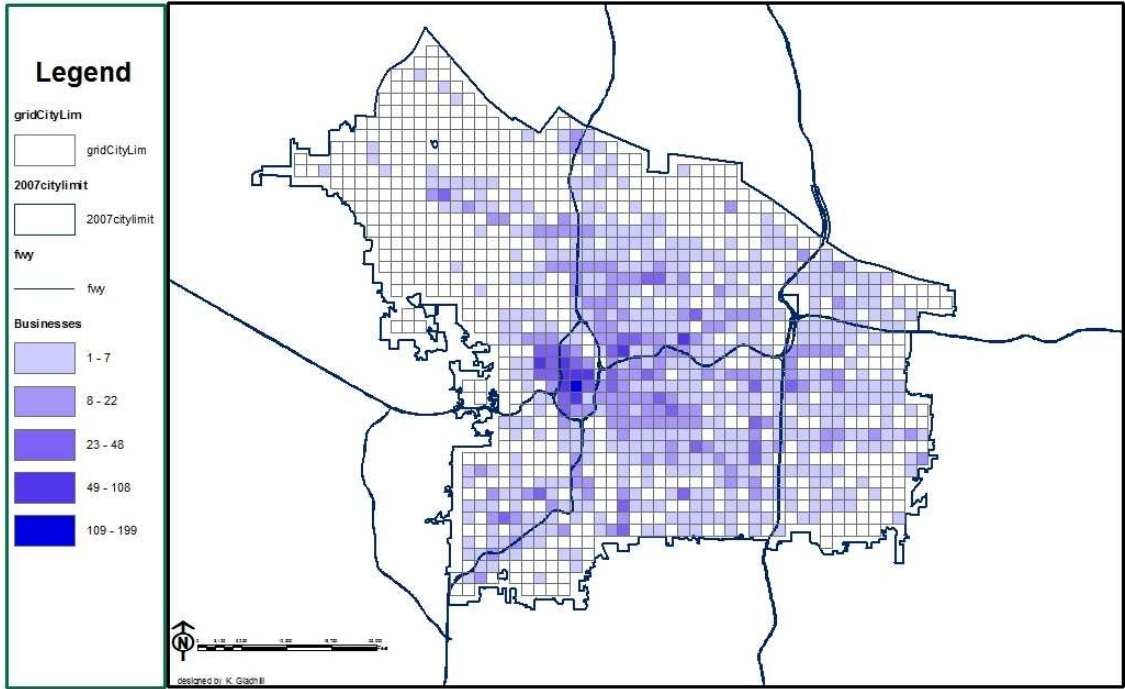 Legend
gridCityLim
gridCityLim
2007citylimit
2007citylimit
fwy
fwy
Businesses
1 - 7
8 - 22
23 - 48
49 - 108
109 - 199
N
Feet
designed by K. Gladhill